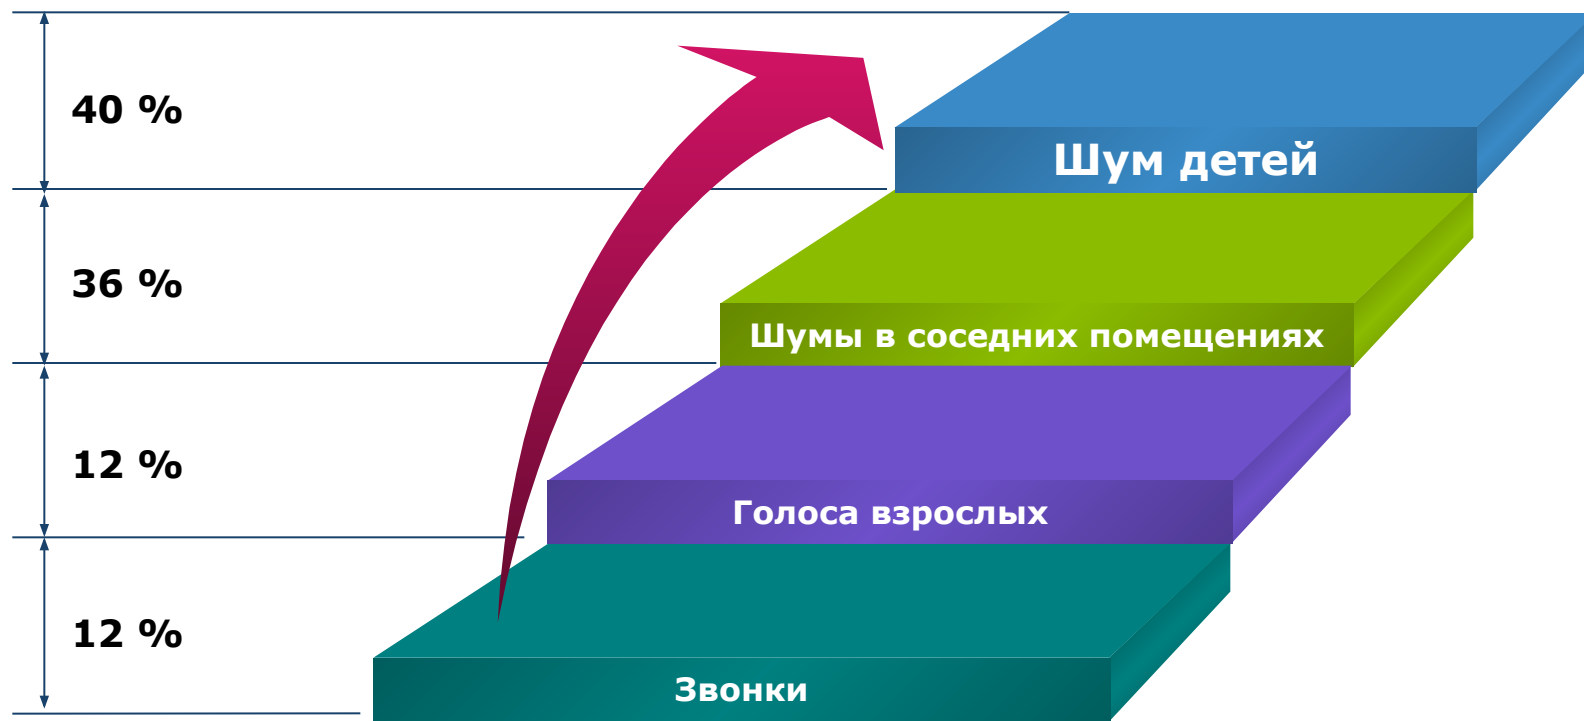 40 %
Шум детей
36 %
Шумы в соседних помещениях
12 %
Голоса взрослых
12 %
Звонки